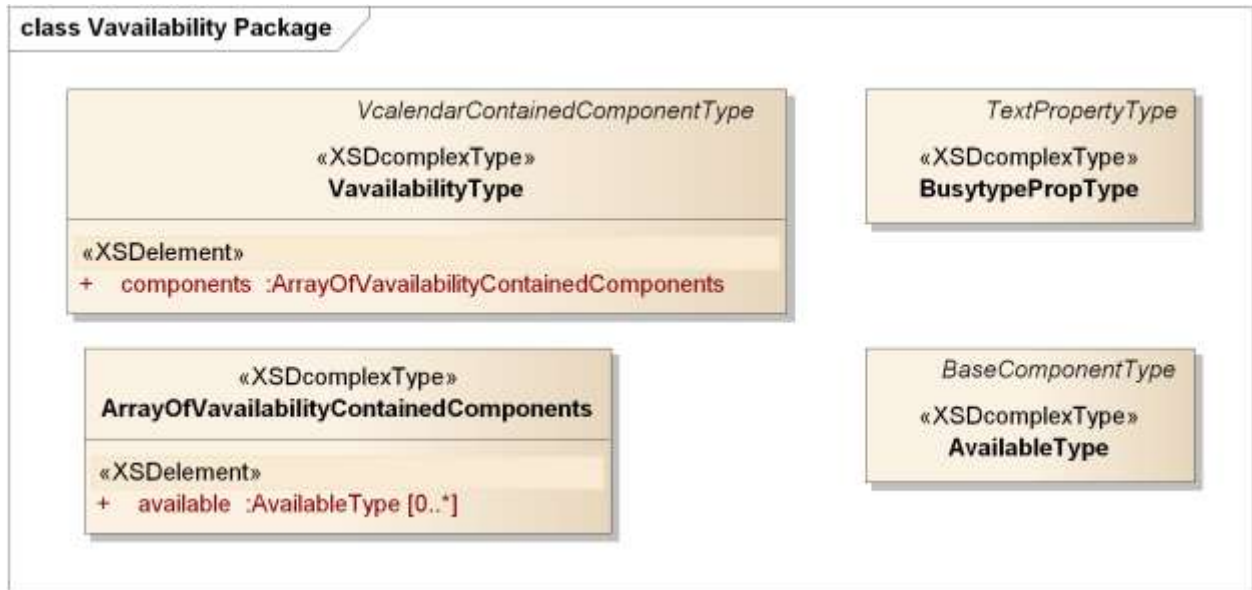 class Vavailability Package
VcalendarContainedComponentType
«XSDcomplexType»
VavailabilityType
«XSDelement»
+ components :ArrayOfVavailabilityContainedComponents
TextPropertyType
«XSDcomplexType»
BusytypePropType
«XSDcomplexType»
ArrayOfVavailabilityContainedComponents
«XSDelement»
+ available :AvailableType [0..*]
BaseComponentType
«XSDcomplexType»
AvailableType